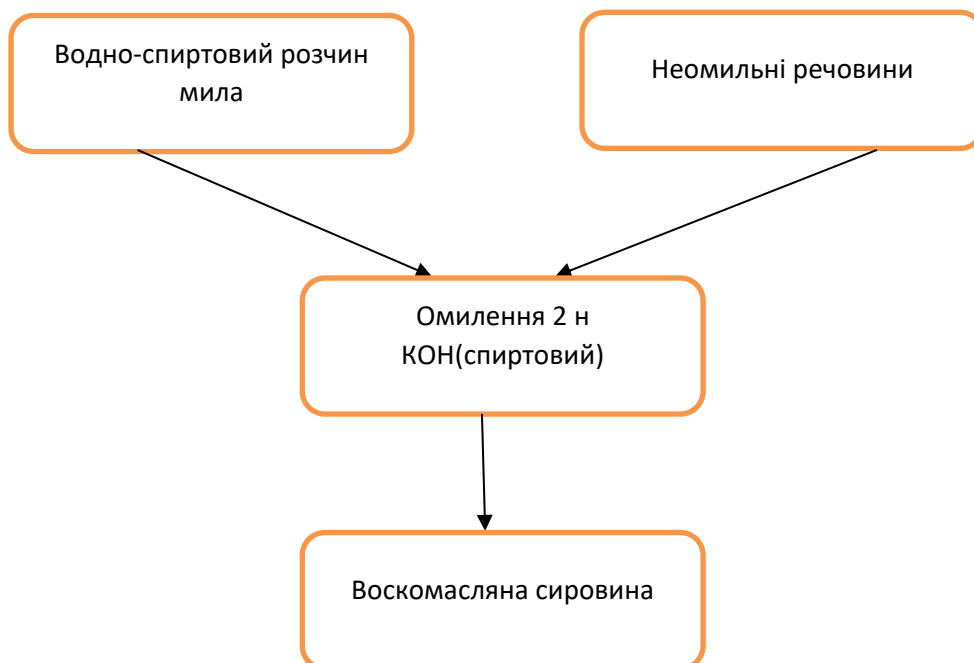 Водно-спиртовий розчин
мила
Неомильні речовини
Омилення 2 н
КОН(спиртовий)
Воскомасляна сировина